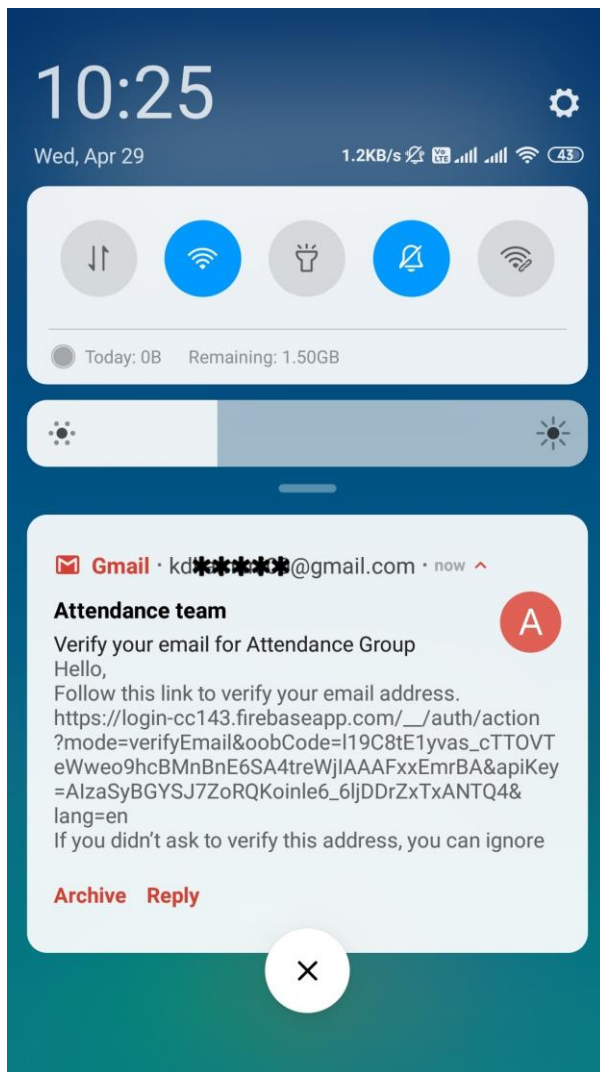 10:25
Wed, Apr 29 1.2KB/s Vo LTE 43
Today: 0B Remaining: 1.50GB
Gmail · kd✱✱✱✱✱@gmail.com · now
Attendance team
A
Verify your email for Attendance Group
Hello,
Follow this link to verify your email address.
https://login-cc143.firebaseapp.com/__/auth/action
?mode=verifyEmail&oobCode=l19C8tE1yvas_cTTOVT
eWweo9hcBMnBnE6SA4treWjIAAAFxxEmrBA&apiKey
=AIzaSyBGYSJ7ZoRQKoinle6_6ljDDrZxTxANTQ4&
lang=en
If you didn't ask to verify this address, you can ignore
Archive Reply